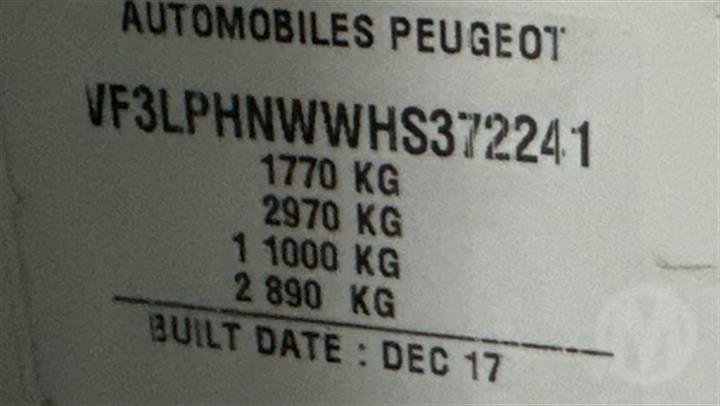 AUTOMOBILES PEUGEOT
VF3LPHNWWHS372241
1770 KG
2970 KG
1 1000 KG
2 890 KG
BUILT DATE : DEC 17